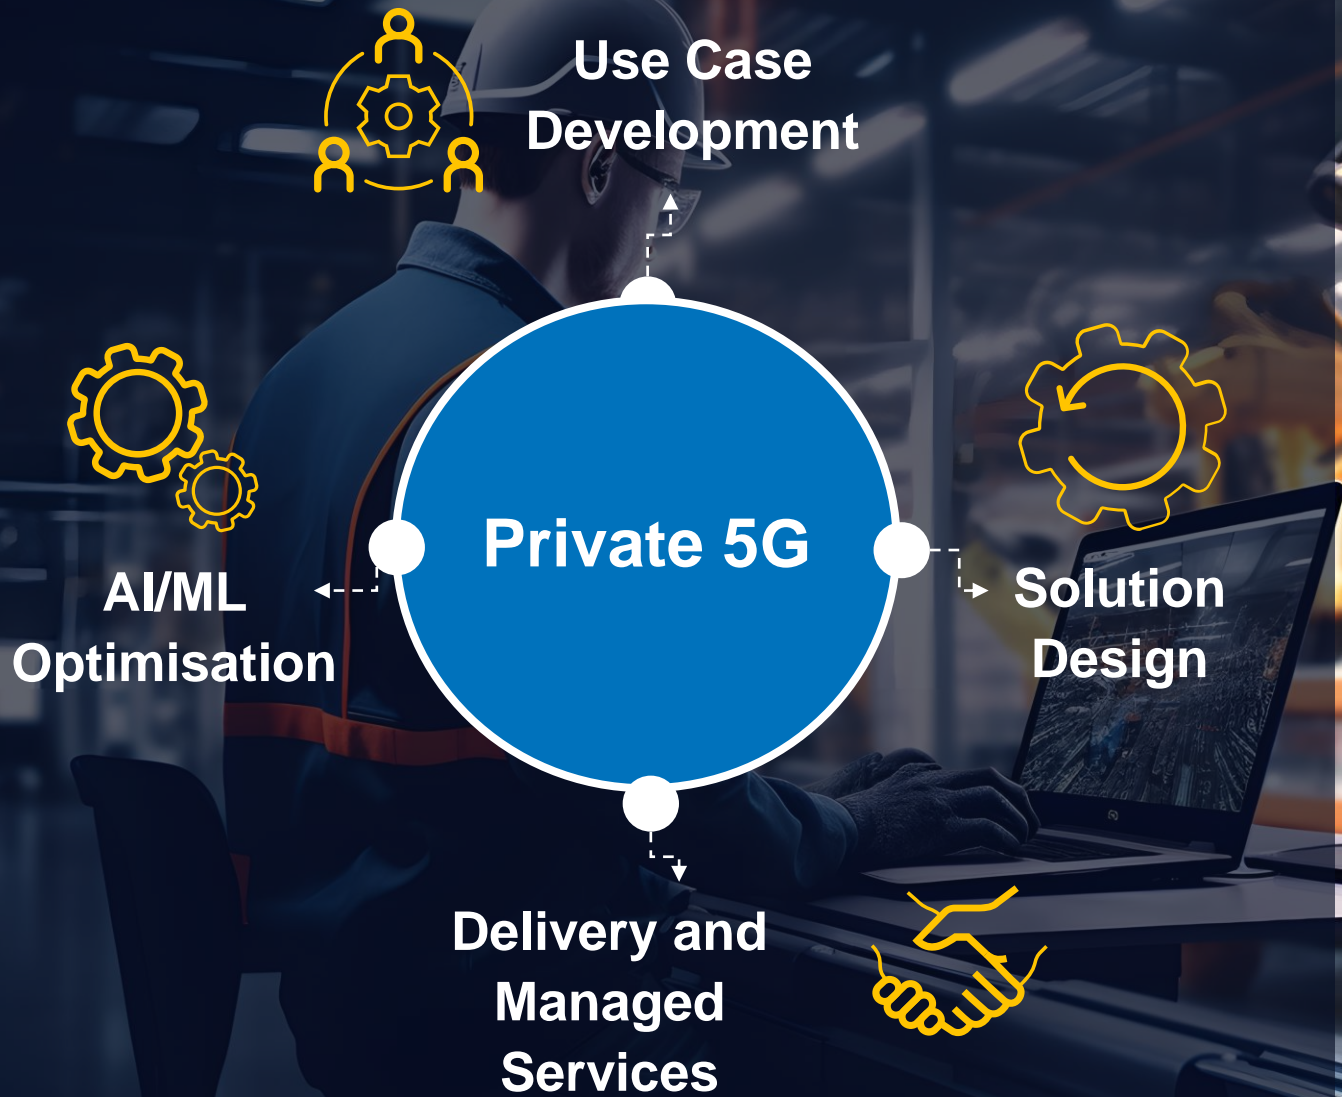 Use Case
Development
Private 5G
AI/ML
Optimisation
Solution
Design
Delivery and
Managed
Services